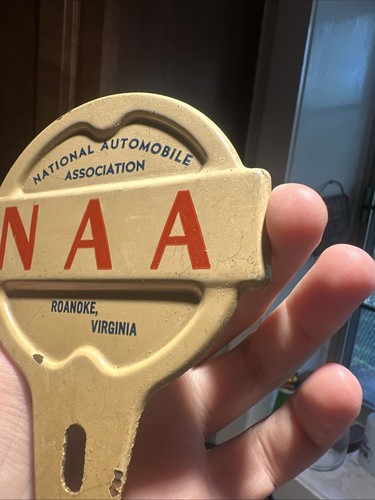 NATIONAL AUTOMOBILE
ASSOCIATION
NAA
ROANOKE,
VIRGINIA